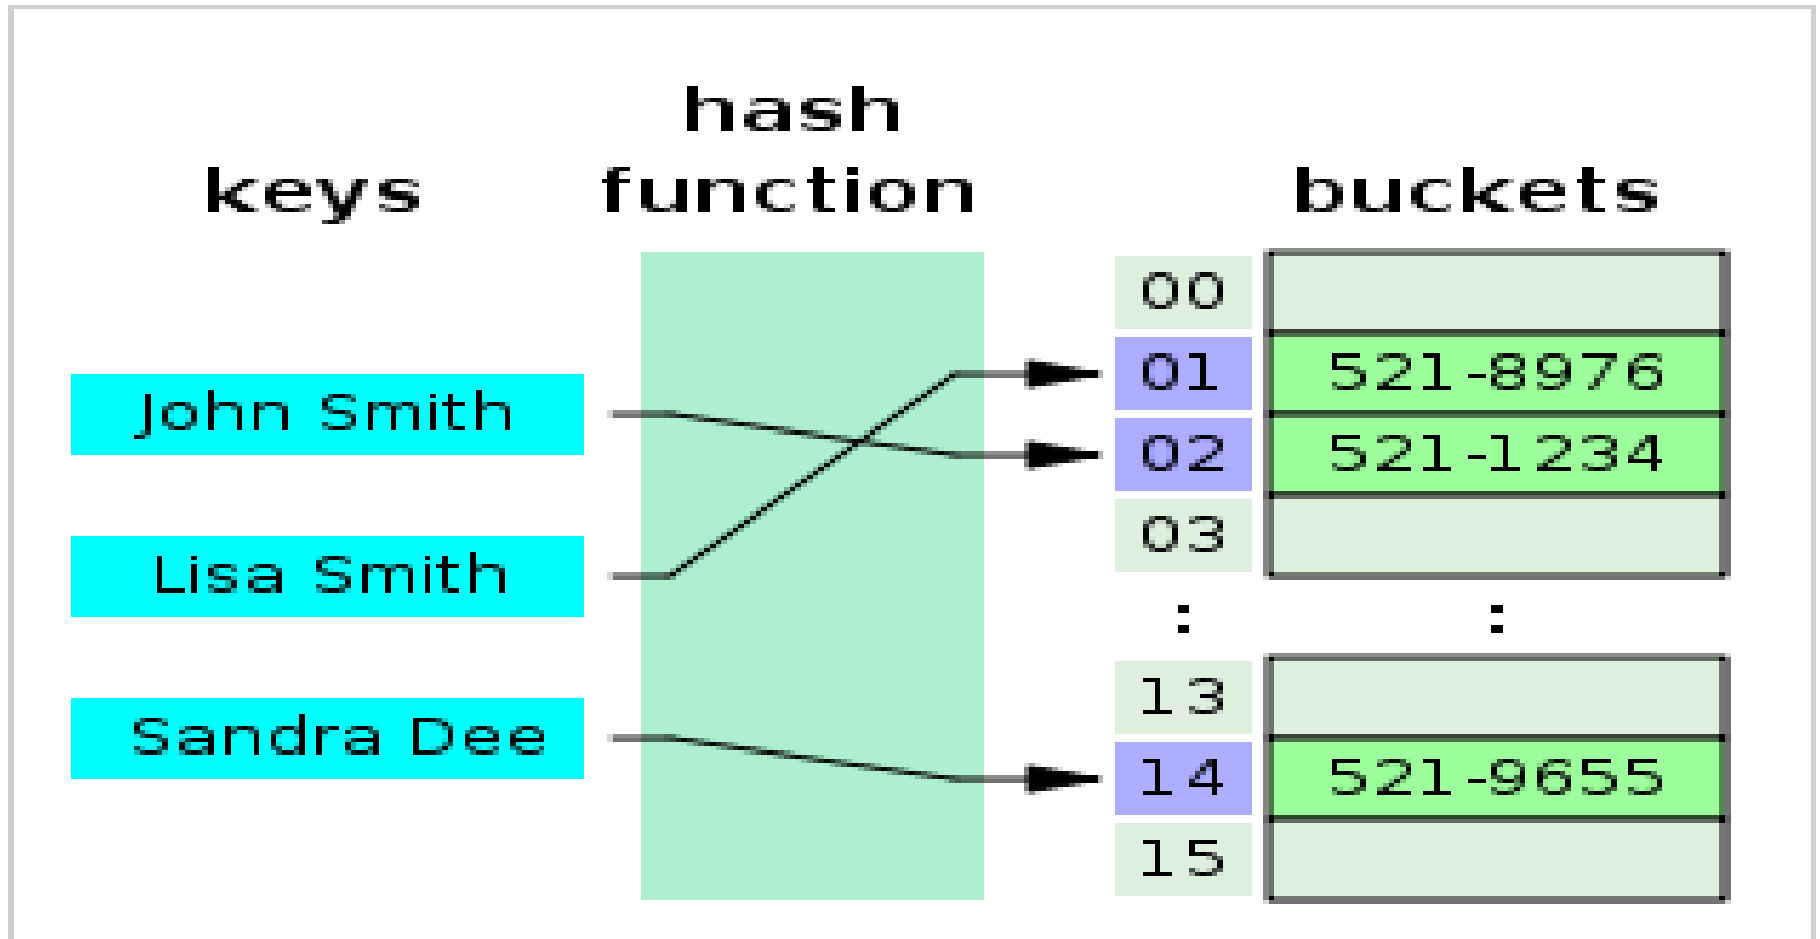 hash
keys function buckets
00
01 521-8976
John Smith
02 521-1234
03
Lisa Smith
: :
13
Sandra Dee
14 521-9655
15